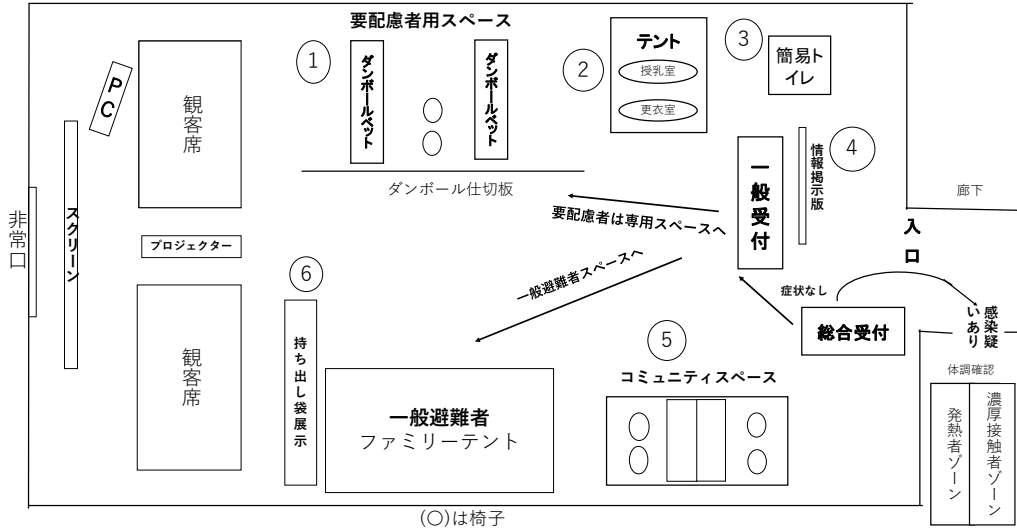 要配慮者用スペース
①
ダンボールベット
ダンボールベット
②
テント
授乳室
更衣室
③
簡易ト
イレ
④
情報掲示版
一般受付
PC
観客席
ダンボール仕切板
廊下
非常口
スクリーン
プロジェクター
要配慮者は専用スペースへ
一般避難者スペースへ
入口
症状なし
総合受付
感染疑
いあり
⑥
持ち出し袋展示
観客席
一般避難者
ファミリーテント
⑤
コミュニティスペース
体調確認
発熱者ゾーン
濃厚接触者ゾーン
(〇)は椅子